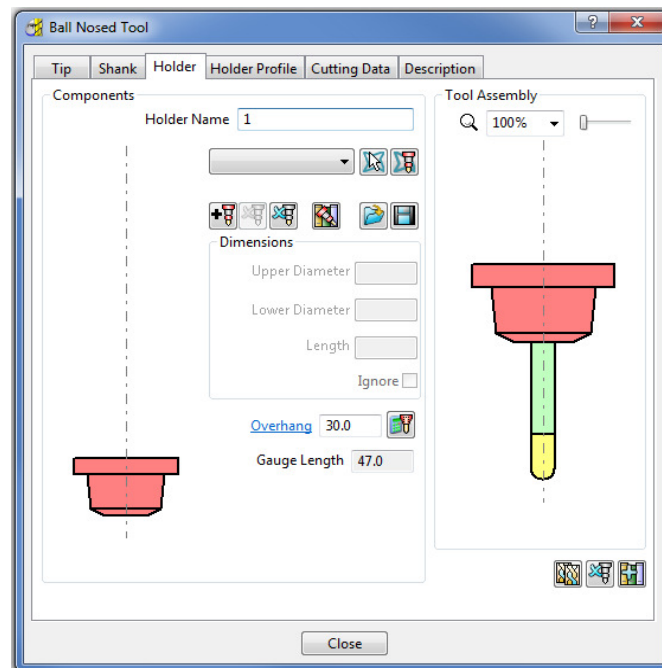 Ball Nosed Tool
Tip Shank Holder Holder Profile Cutting Data Description
Components
Holder Name 1
Dimensions
Upper Diameter
Lower Diameter
Length
Ignore
Overhang 30.0
Gauge Length 47.0
Tool Assembly
100%
Close